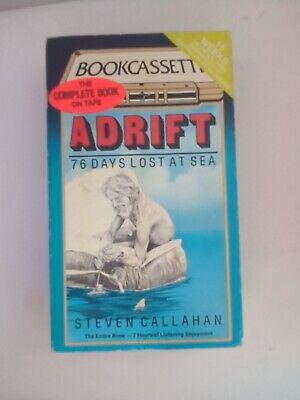 BOOKCASSETTE
THE
COMPLETE BOOK
ON TAPE
ADRIFT
76 DAYS LOST AT SEA
STEVEN CALLAHAN
The Entire Book — 7 Hours of Listening Enjoyment